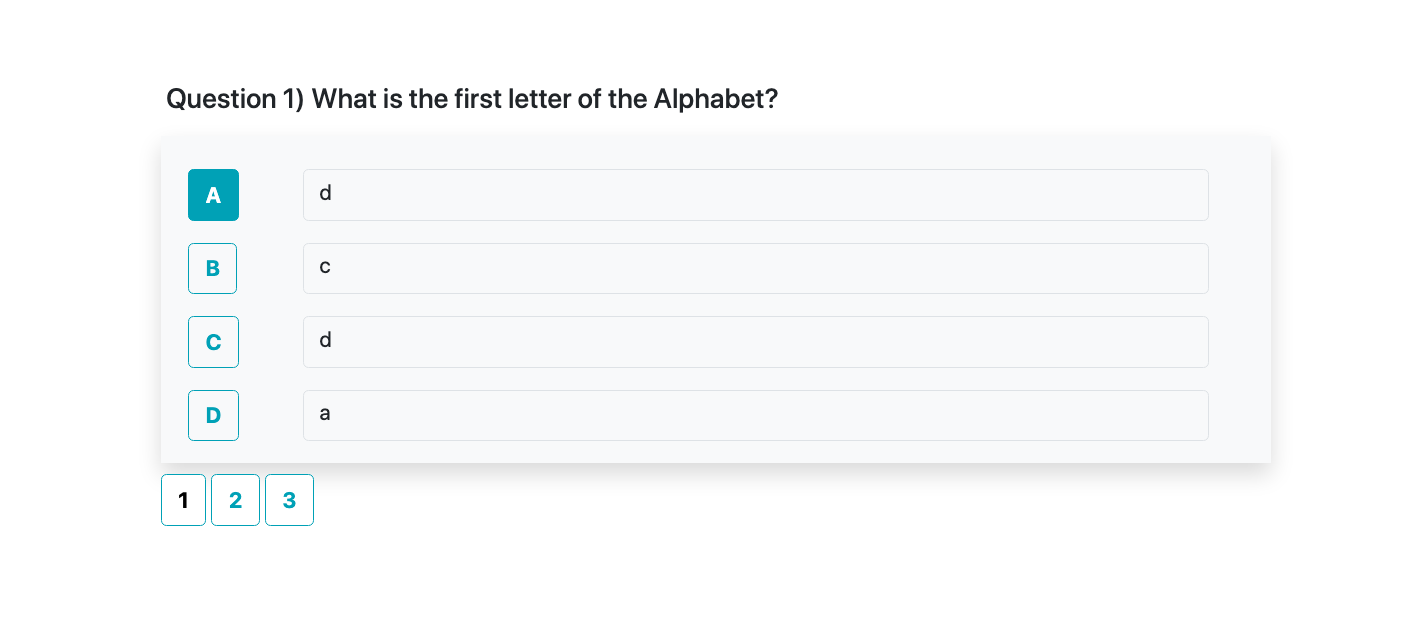 Question 1) What is the first letter of the Alphabet?
A d
B c
C d
D a
1 2 3